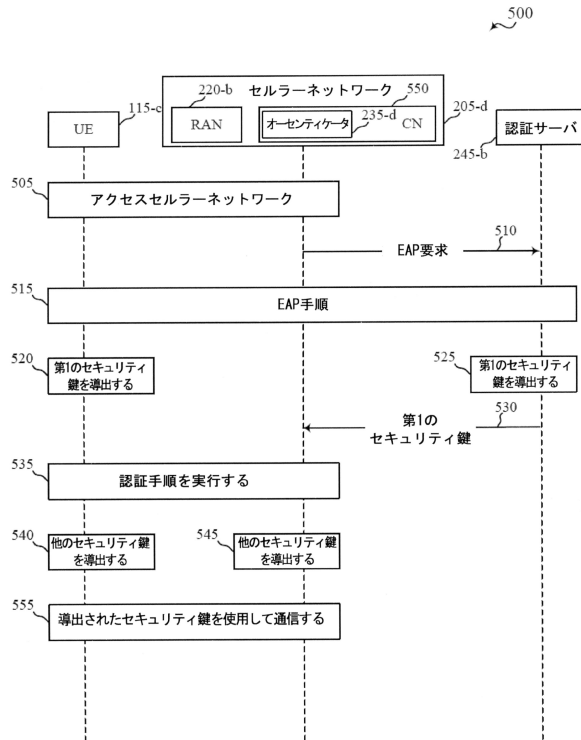 500
セルラーネットワーク
115-c
220-b
550
UE
RAN
オーセンティケータ
235-d
CN
205-d
認証サーバ
245-b
505
アクセスセルラーネットワーク
510
EAP要求
515
EAP手順
520
第1のセキュリティ
鍵を導出する
525
第1のセキュリティ
鍵を導出する
530
第1の
セキュリティ鍵
535
認証手順を実行する
540
他のセキュリティ鍵
を導出する
545
他のセキュリティ鍵
を導出する
555
導出されたセキュリティ鍵を使用して通信する